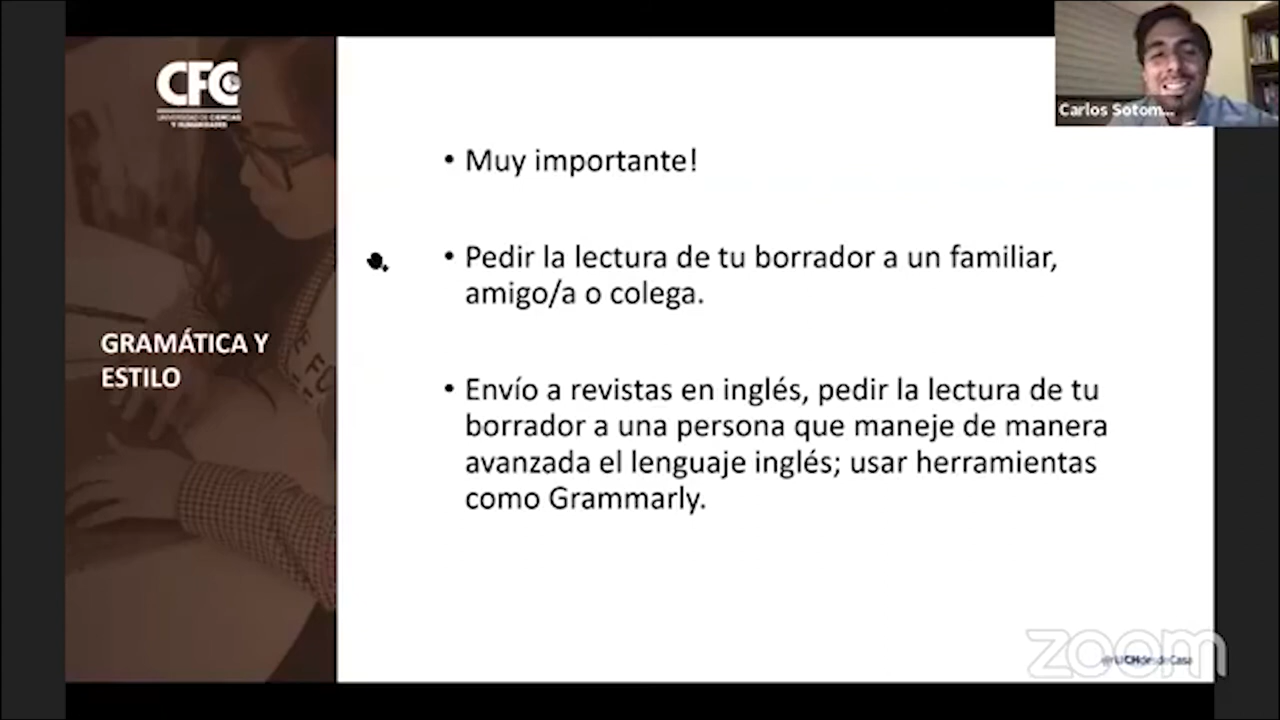 CFC
UNIVERSIDAD DE CIENCIAS
Y HUMANIDADES
Carlos Sotom...
GRAMÁTICA Y
ESTILO
• Muy importante!
• Pedir la lectura de tu borrador a un familiar,
amigo/a o colega.
• Envío a revistas en inglés, pedir la lectura de tu
borrador a una persona que maneje de manera
avanzada el lenguaje inglés; usar herramientas
como Grammarly.
zoom